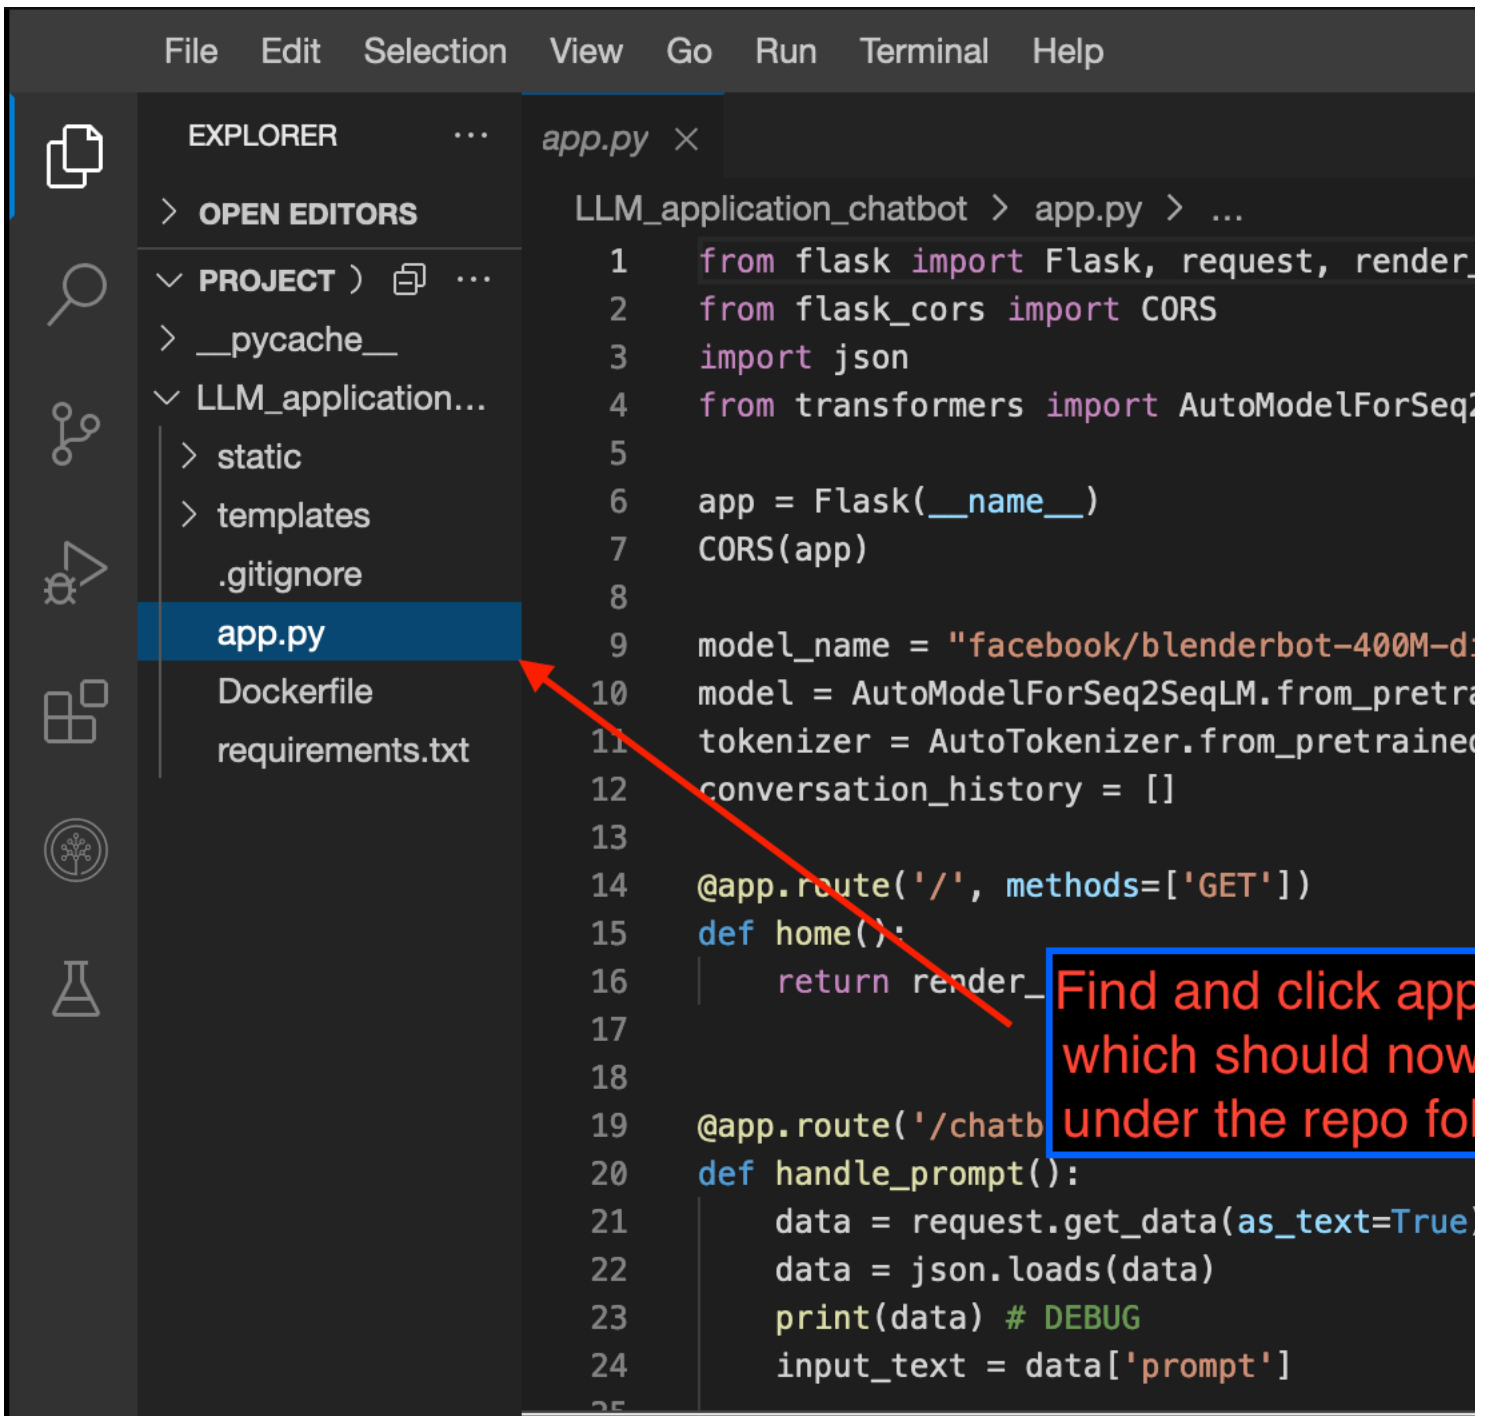 File Edit Selection View Go Run Terminal Help
EXPLORER ...
OPEN EDITORS
PROJECT
__pycache__
LLM_application...
static
templates
.gitignore
app.py
Dockerfile
requirements.txt
app.py
LLM_application_chatbot > app.py > ...
1 from flask import Flask, request, render_
2 from flask_cors import CORS
3 import json
4 from transformers import AutoModelForSeq2
5
6 app = Flask(__name__)
7 CORS(app)
8
9 model_name = "facebook/blenderbot-400M-di
10 model = AutoModelForSeq2SeqLM.from_pretra
11 tokenizer = AutoTokenizer.from_pretrained
12 conversation_history = []
13
14 @app.route('/', methods=['GET'])
15 def home():
16 return render_
17
18
19 @app.route('/chatb
20 def handle_prompt():
21 data = request.get_data(as_text=True)
22 data = json.loads(data)
23 print(data) # DEBUG
24 input_text = data['prompt']
25
Find and click app
which should now
under the repo fol